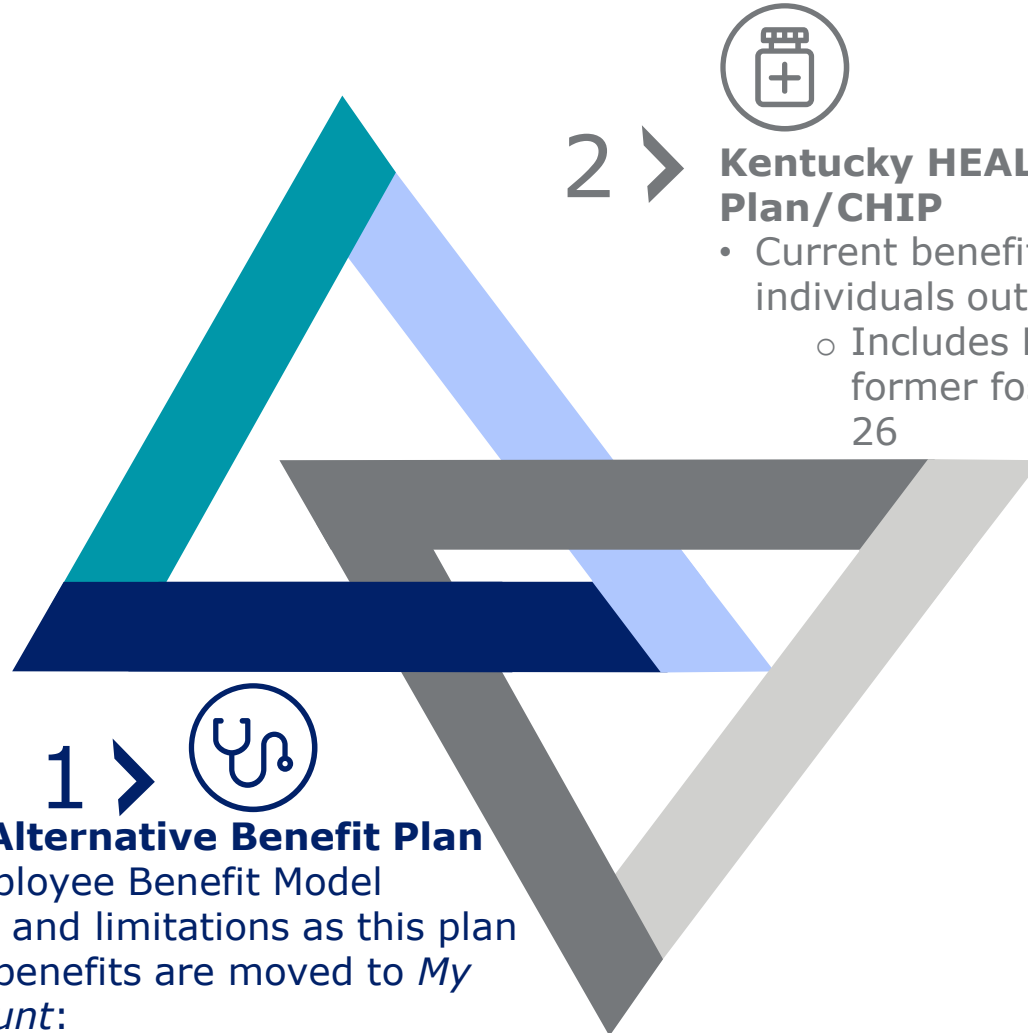 2
Kentucky HEAL
Plan/CHIP
• Current benefit
individuals out
o Includes
former fo
26
1
Alternative Benefit Plan
ployee Benefit Model
and limitations as this plan
benefits are moved to My
unt: